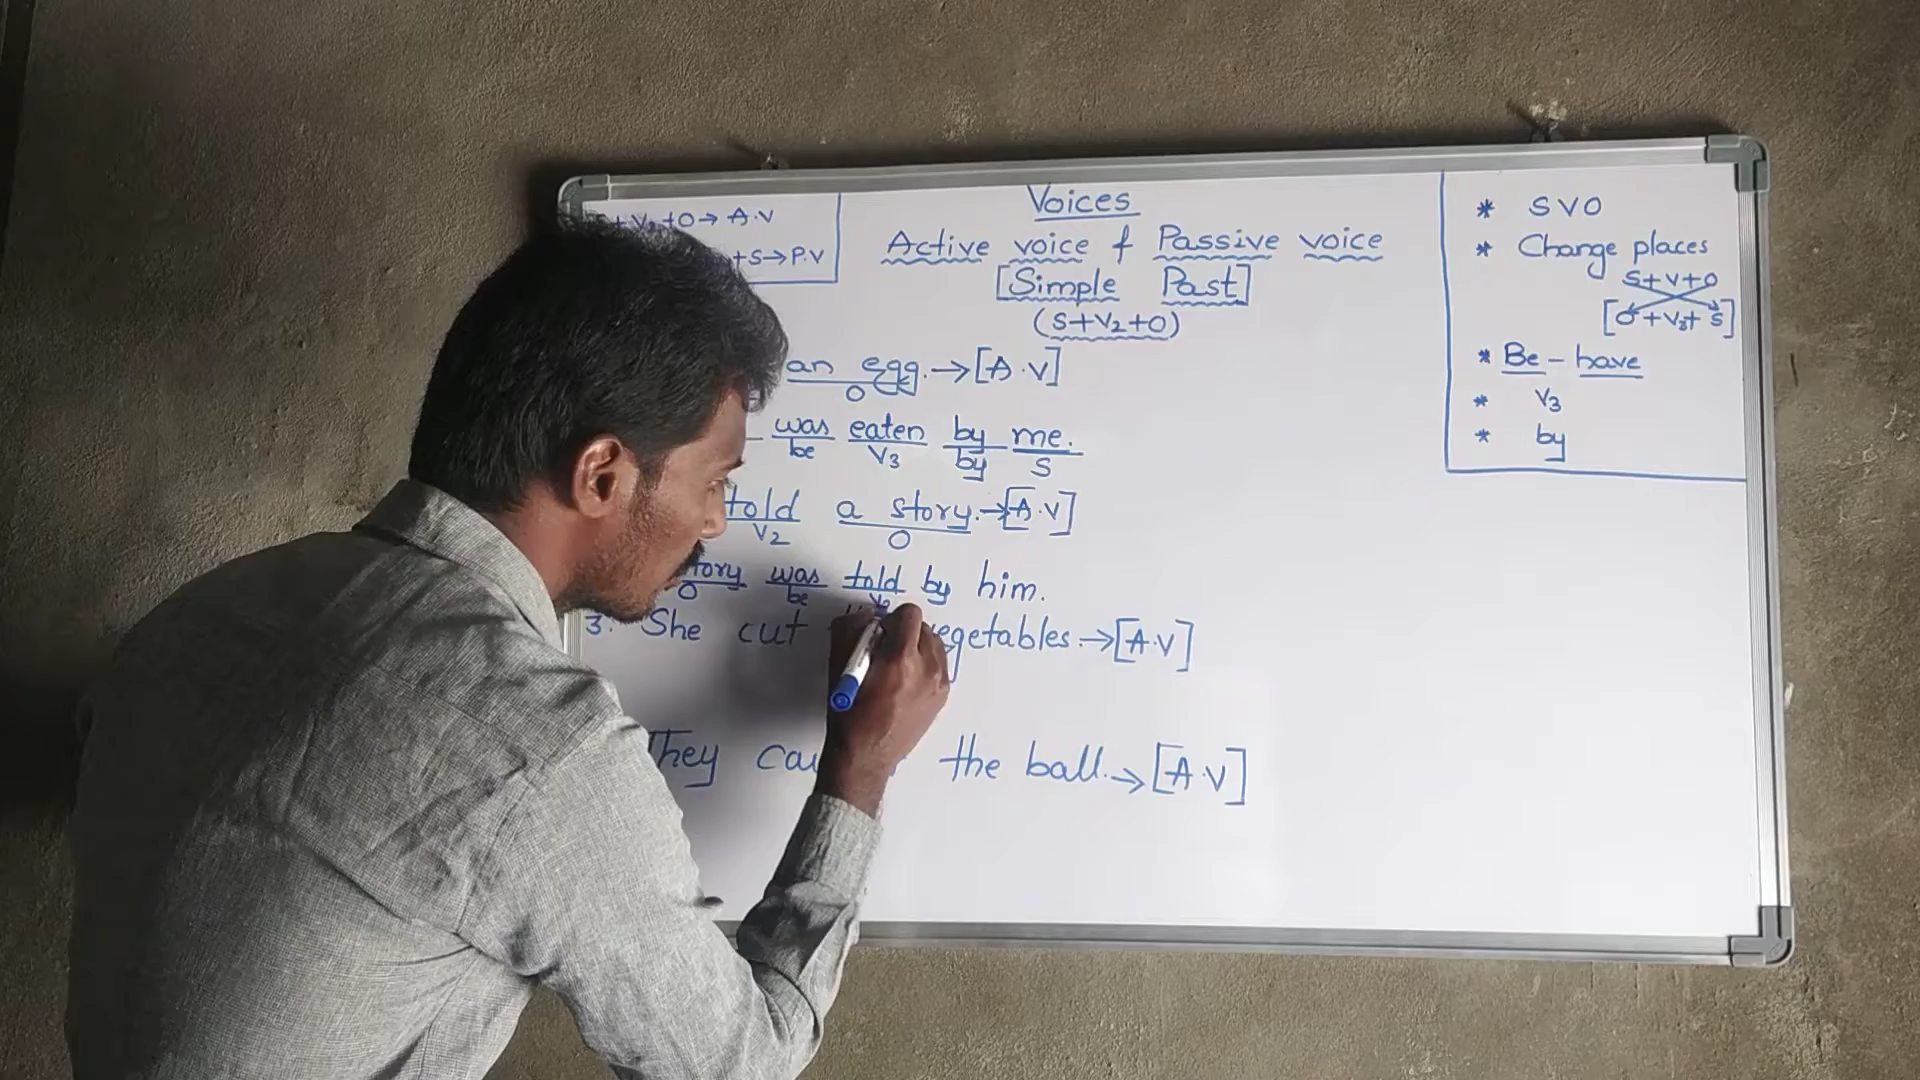 + V2 + O → A.V
+ S → P.V
Voices
Active voice & Passive voice
[Simple Past]
(S+V2+O)
an egg. → [A.V]
O
was eaten by me.
be V3 by S
told a story. → [A.V]
V2 O
tory was told by him.
O be
3. She cut egetables. → [A.V]
They the ball. → [A.V]
* SVO
* Change places
S+V+O
[O+V3+S]
* Be - have
* V3
* by